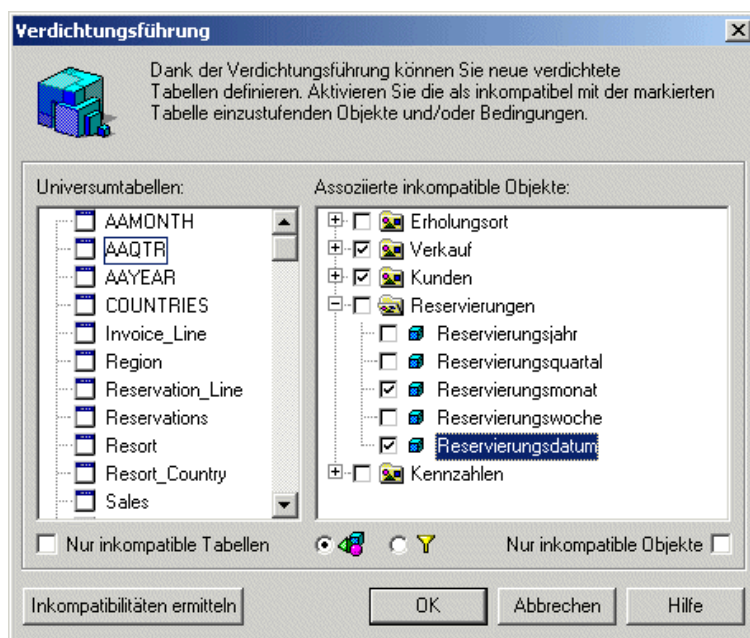 Verdichtungsführung
Dank der Verdichtungsführung können Sie neue verdichtete
Tabellen definieren. Aktivieren Sie die als inkompatibel mit der markierten
Tabelle einzustufenden Objekte und/oder Bedingungen.
Universumtabellen:
AAMONTH
AAQTR
AAYEAR
COUNTRIES
Invoice_Line
Region
Reservation_Line
Reservations
Resort
Resort_Country
Sales
Assoziierte inkompatible Objekte:
Erholungsort
Verkauf
Kunden
Reservierungen
Reservierungsjahr
Reservierungsquartal
Reservierungsmonat
Reservierungswoche
Reservierungsdatum
Kennzahlen
Nur inkompatible Tabellen
Nur inkompatible Objekte
Inkompatibilitäten ermitteln
OK
Abbrechen
Hilfe